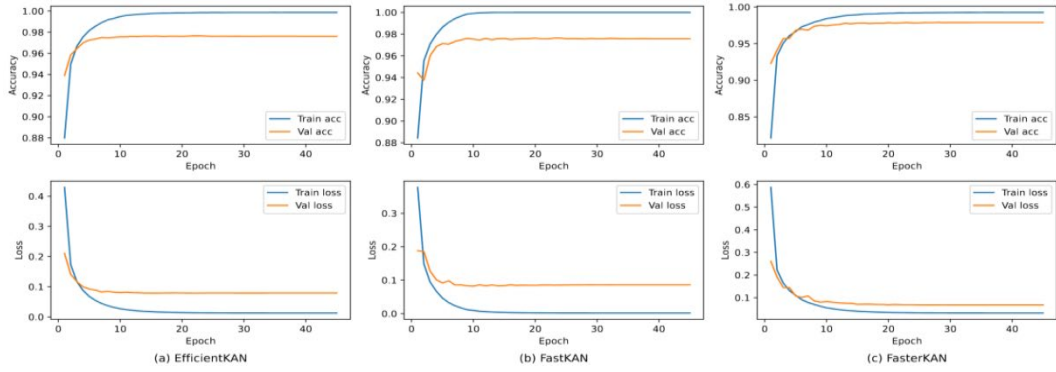 1.00
0.98
0.96
0.94
0.92
0.90
0.88
Accuracy
Train acc
Val acc
0 10 20 30 40
Epoch
1.00
0.98
0.96
0.94
0.92
0.90
0.88
Accuracy
Train acc
Val acc
0 10 20 30 40
Epoch
1.00
0.95
0.90
0.85
Accuracy
Train acc
Val acc
0 10 20 30 40
Epoch
0.4
0.3
0.2
0.1
0.0
Loss
Train loss
Val loss
0 10 20 30 40
Epoch
(a) EfficientKAN
0.3
0.2
0.1
0.0
Loss
Train loss
Val loss
0 10 20 30 40
Epoch
(b) FastKAN
0.6
0.5
0.4
0.3
0.2
0.1
Loss
Train loss
Val loss
0 10 20 30 40
Epoch
(c) FasterKAN